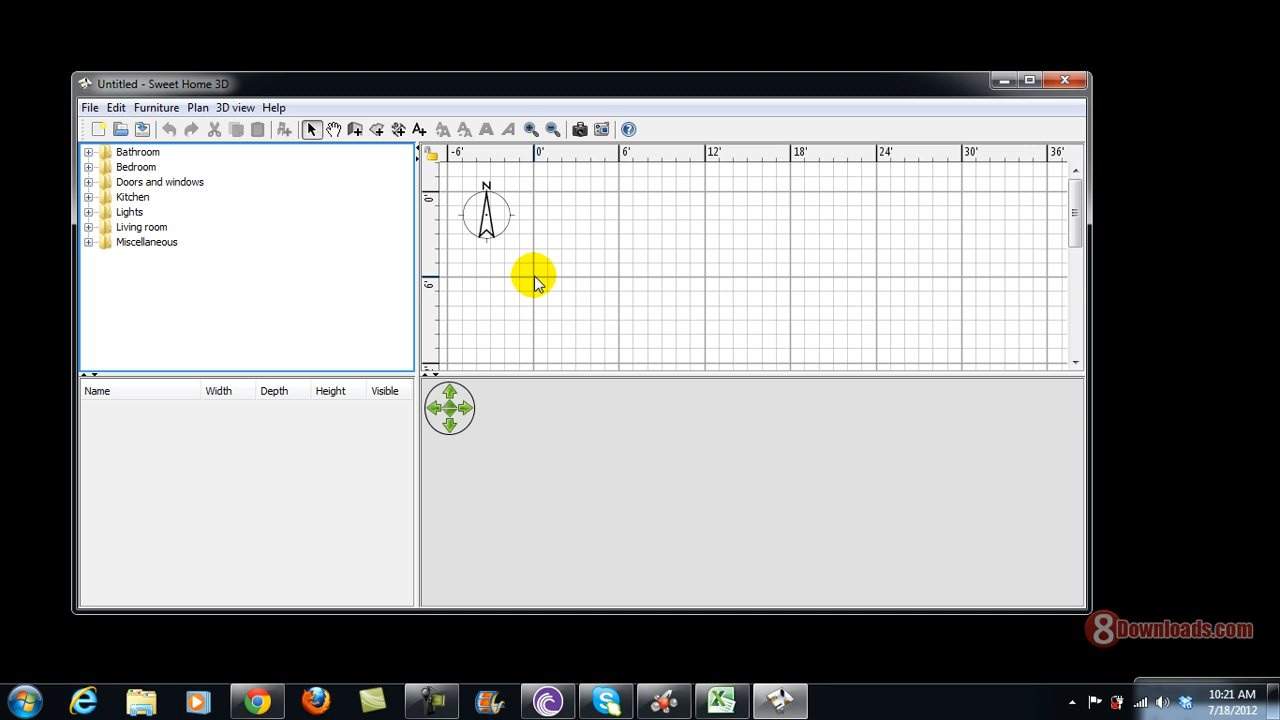 Untitled - Sweet Home 3D
File Edit Furniture Plan 3D view Help
Bathroom
Bedroom
Doors and windows
Kitchen
Lights
Living room
Miscellaneous
-6' 0' 6' 12' 18' 24' 30' 36'
0'
6'
N
Name Width Depth Height Visible
8Downloads.com
10:21 AM
7/18/2012